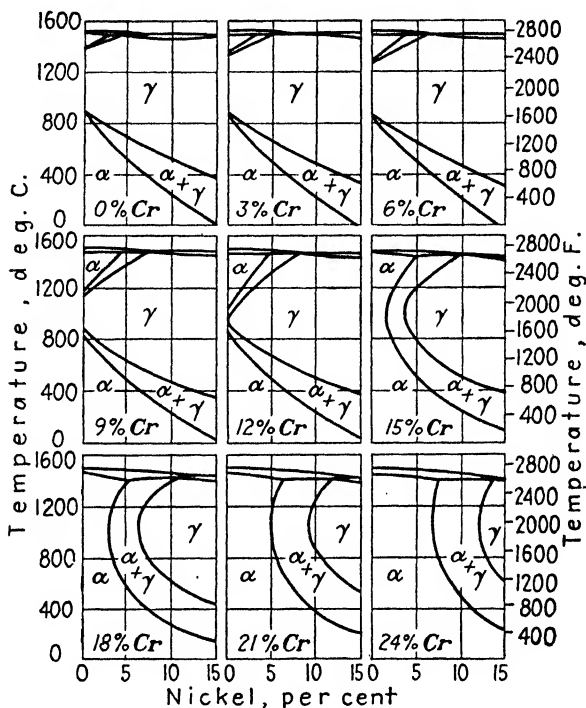 1600
1200
800
400
0
γ
α
α+γ
0% Cr
γ
α
α+γ
3% Cr
γ
α
α+γ
6% Cr
2800
2400
2000
1600
1200
800
400
1600
1200
800
400
0
α
γ
α
α+γ
9% Cr
α
γ
α
α+γ
12% Cr
α
γ
α+γ
15% Cr
2800
2400
2000
1600
1200
800
400
1600
1200
800
400
0
α
α+γ
γ
18% Cr
α
α+γ
γ
21% Cr
α
α+γ
γ
24% Cr
2800
2400
2000
1600
1200
800
400
0 5 10 15
0 5 10 15
0 5 10 15
Temperature, deg. C.
Temperature, deg. F.
Nickel, per cent